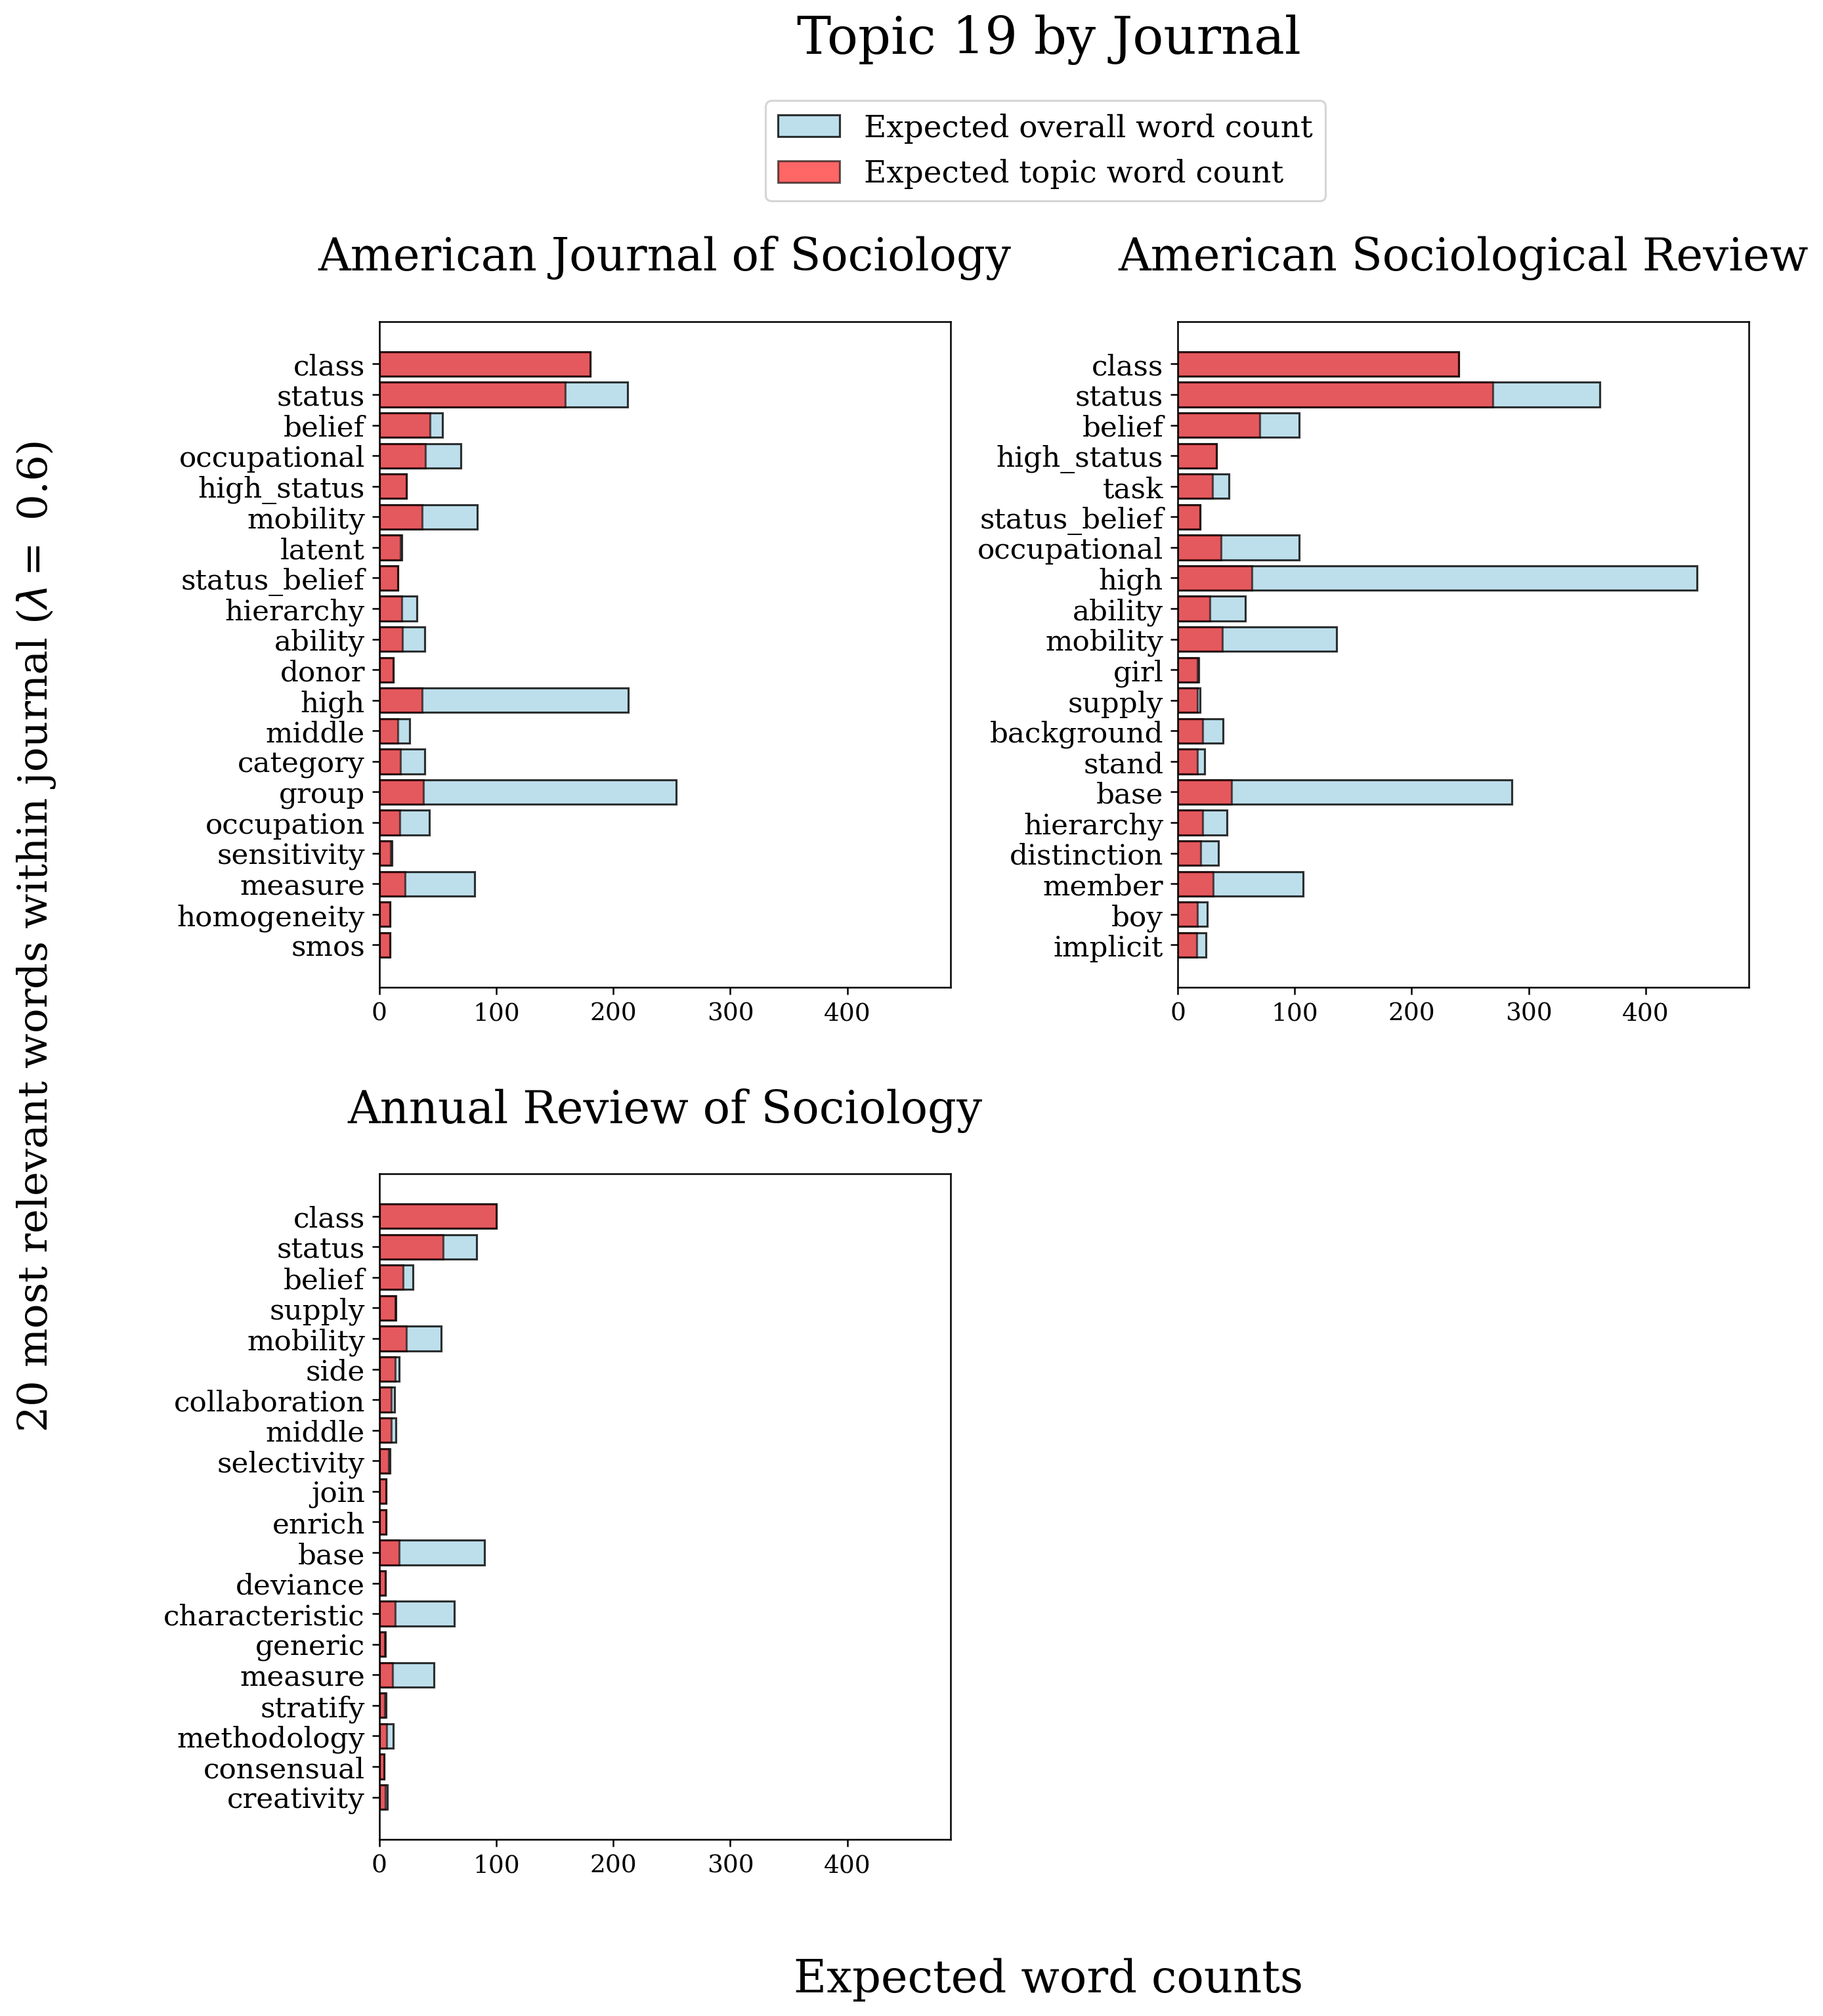 Topic 19 by Journal
Expected overall word count
Expected topic word count
20 most relevant words within journal (λ = 0.6)
American Journal of Sociology
class
status
belief
occupational
high_status
mobility
latent
status_belief
hierarchy
ability
donor
high
middle
category
group
occupation
sensitivity
measure
homogeneity
smos
0 100 200 300 400
American Sociological Review
class
status
belief
high_status
task
status_belief
occupational
high
ability
mobility
girl
supply
background
stand
base
hierarchy
distinction
member
boy
implicit
0 100 200 300 400
Annual Review of Sociology
class
status
belief
supply
mobility
side
collaboration
middle
selectivity
join
enrich
base
deviance
characteristic
generic
measure
stratify
methodology
consensual
creativity
0 100 200 300 400
Expected word counts